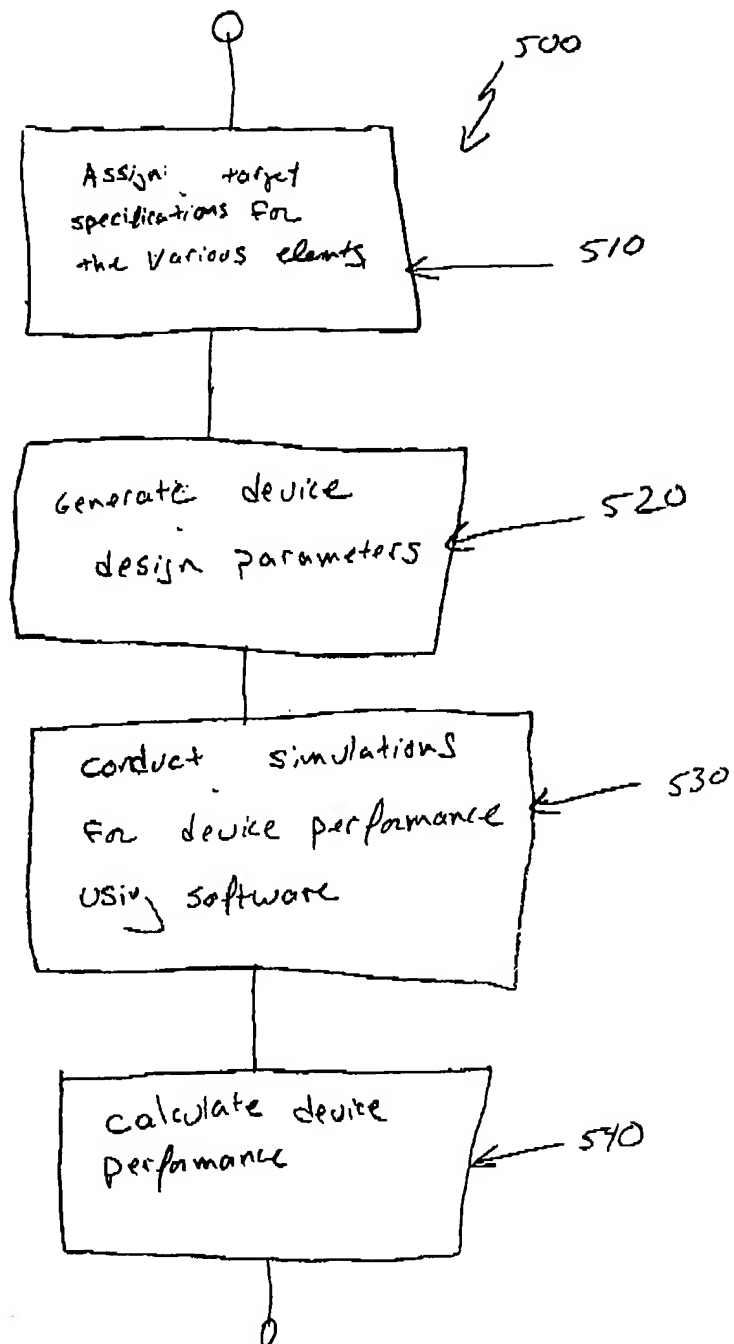 500
Assign target
specifications for
the various elemts
510
Generate device
design parameters
520
conduct simulations
for device performance
using software
530
calculate device
performance
540